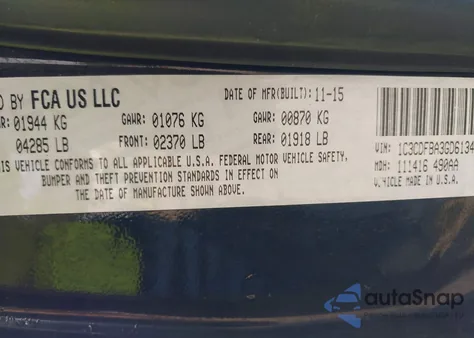 D BY FCA US LLC
DATE OF MFR(BUILT): 11-15
R: 01944 KG GAWR: 01076 KG GAWR: 00870 KG
04285 LB FRONT: 02370 LB REAR: 01918 LB
IS VEHICLE CONFORMS TO ALL APPLICABLE U.S.A. FEDERAL MOTOR VEHICLE SAFETY,
BUMPER AND THEFT PREVENTION STANDARDS IN EFFECT ON
THE DATE OF MANUFACTURE SHOWN ABOVE.
VIN: 1C3CDFBA3GD6134
MDH: 111416 490AA
VEHICLE MADE IN U.S.A.
autoSnap